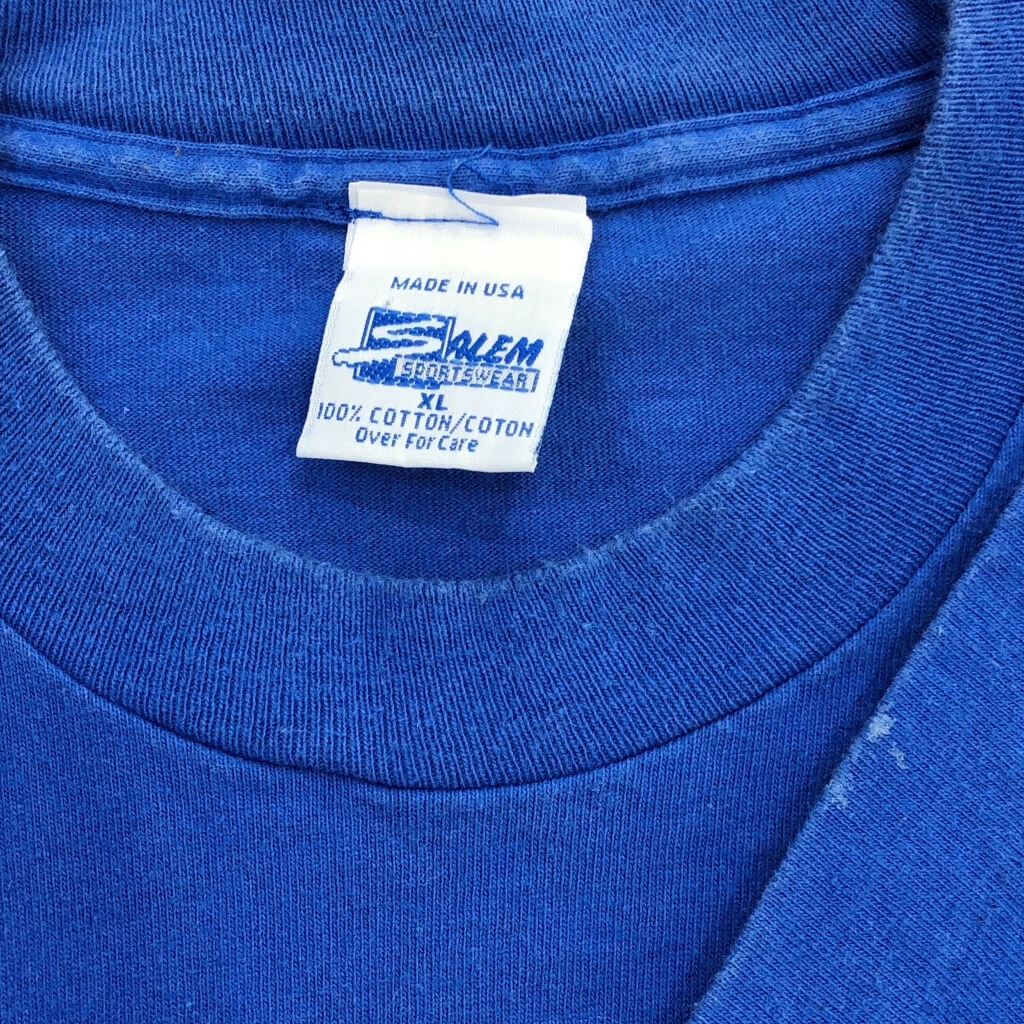 MADE IN USA
SALEM
SPORTSWEAR
XL
100% COTTON/COTON
Over For Care